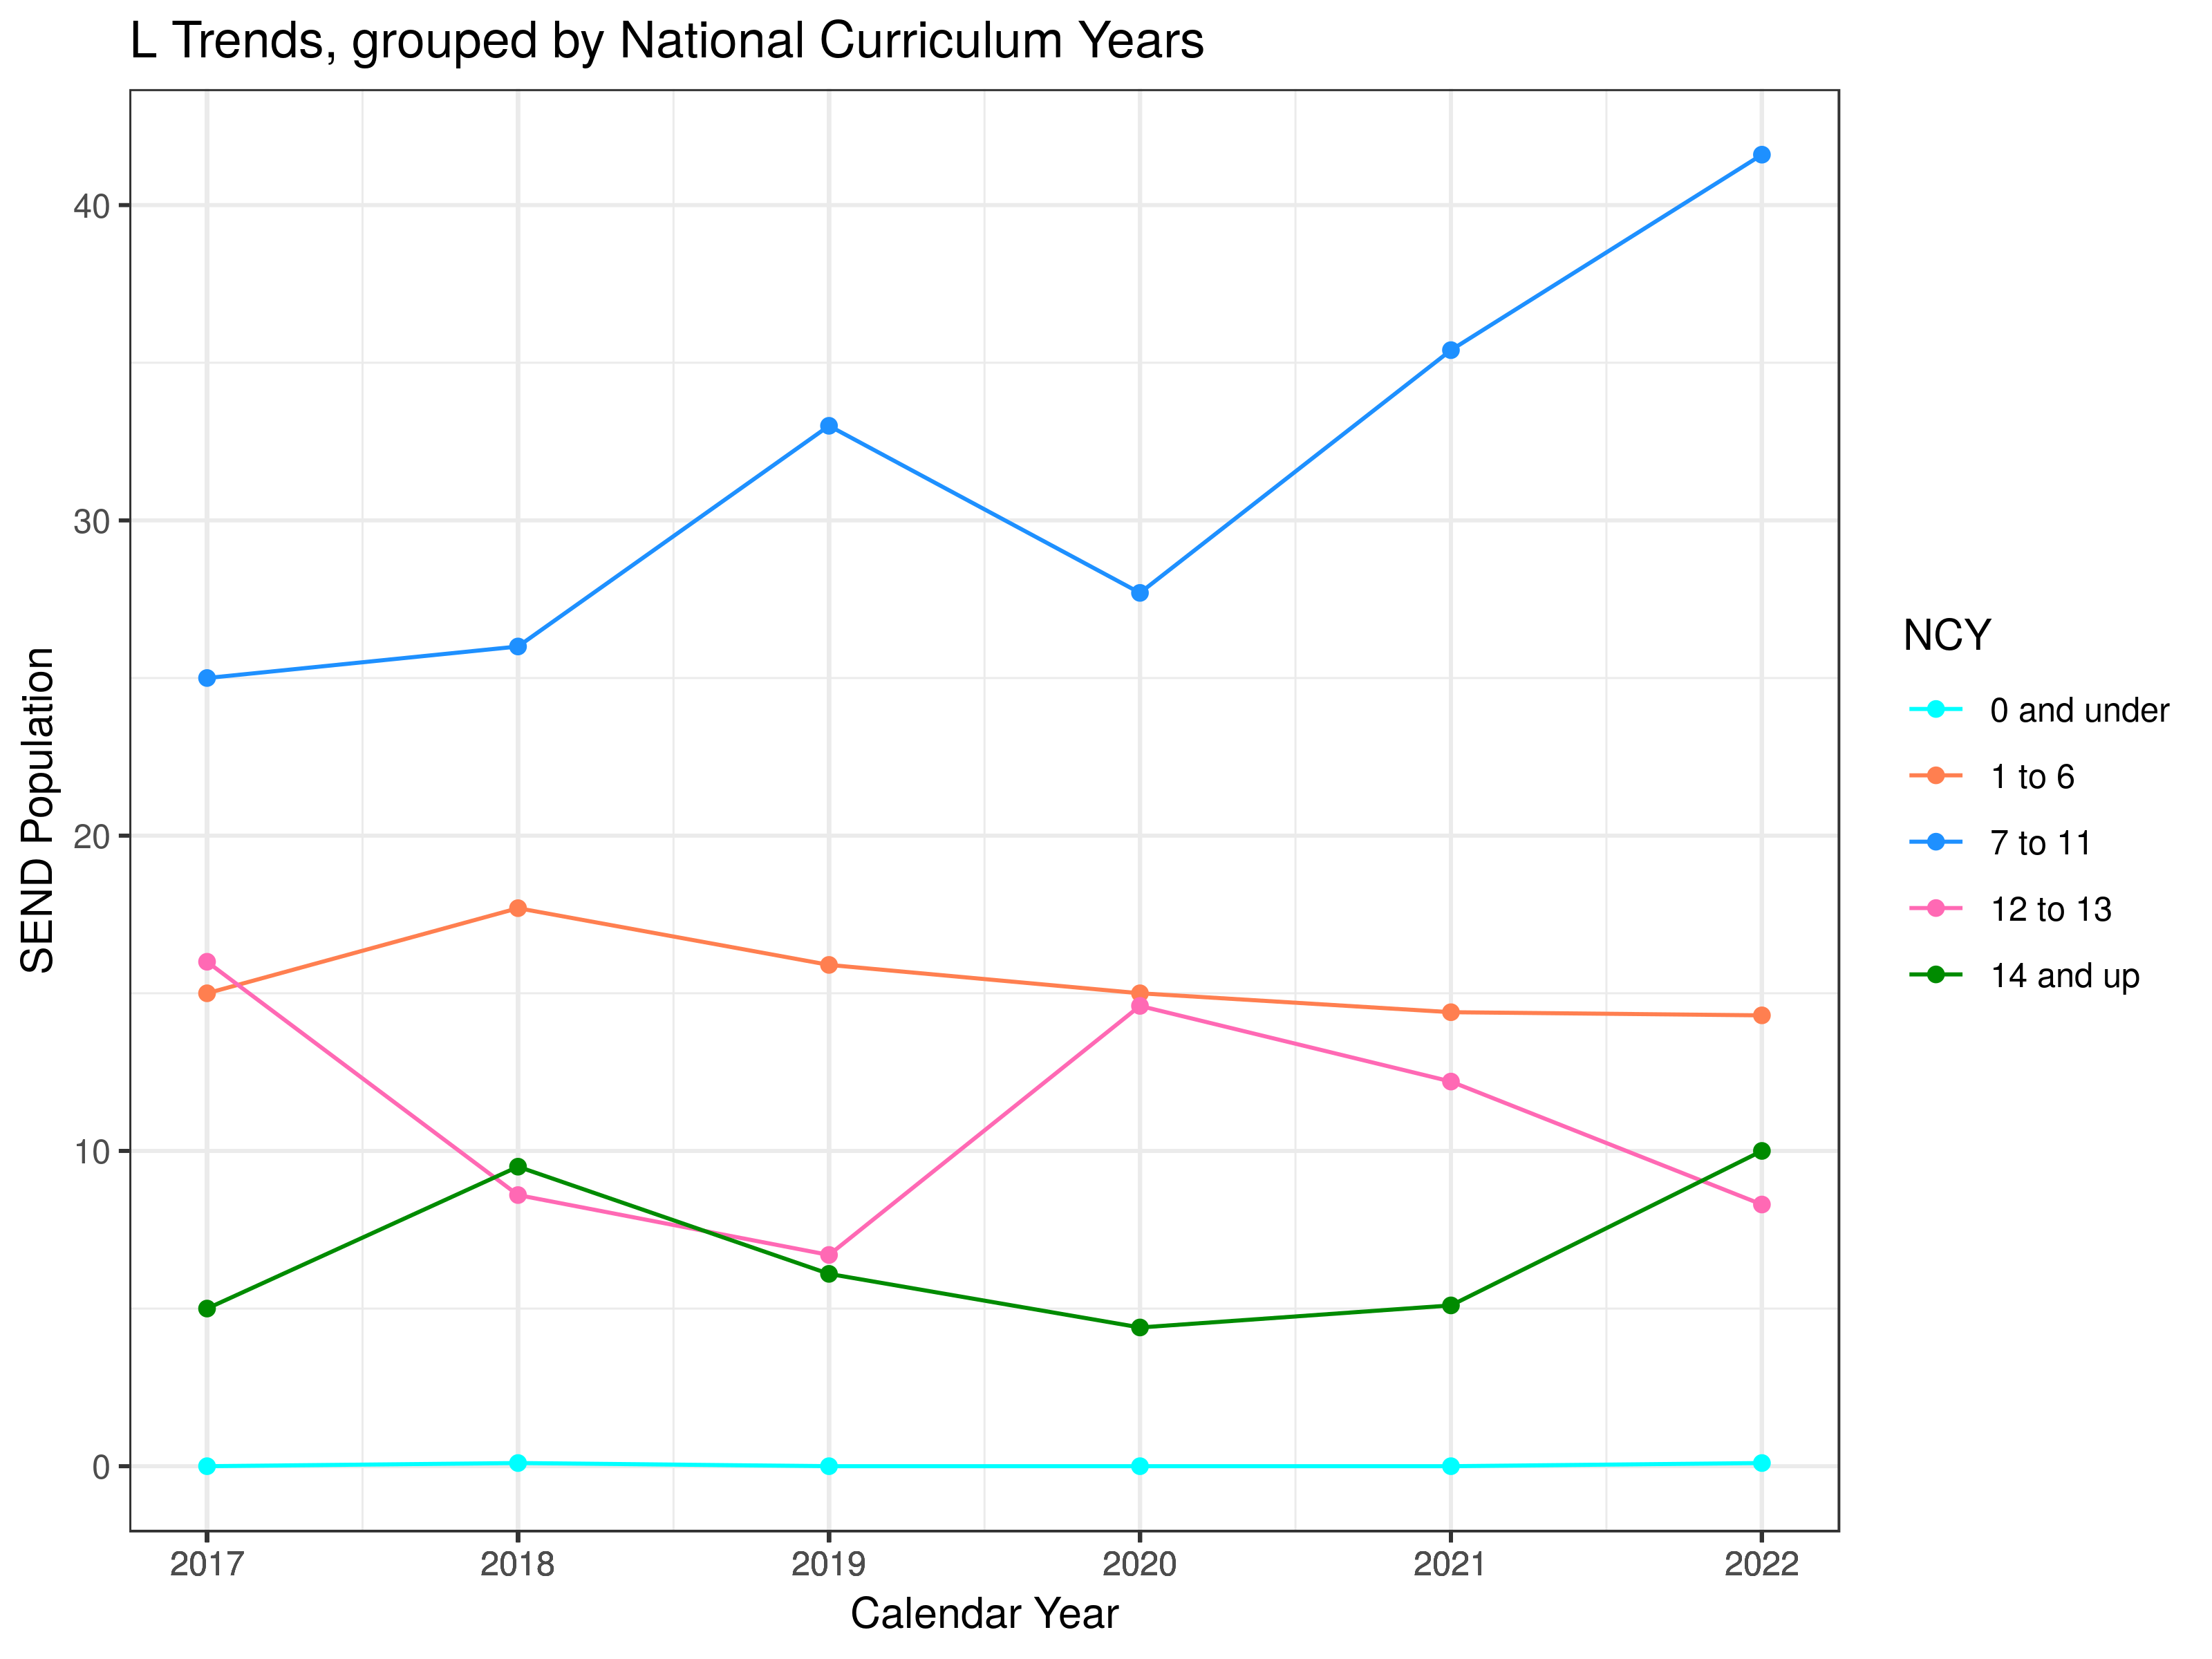 L Trends, grouped by National Curriculum Years
SEND Population
40
30
20
10
0
2017 2018 2019 2020 2021 2022
Calendar Year
NCY
0 and under
1 to 6
7 to 11
12 to 13
14 and up